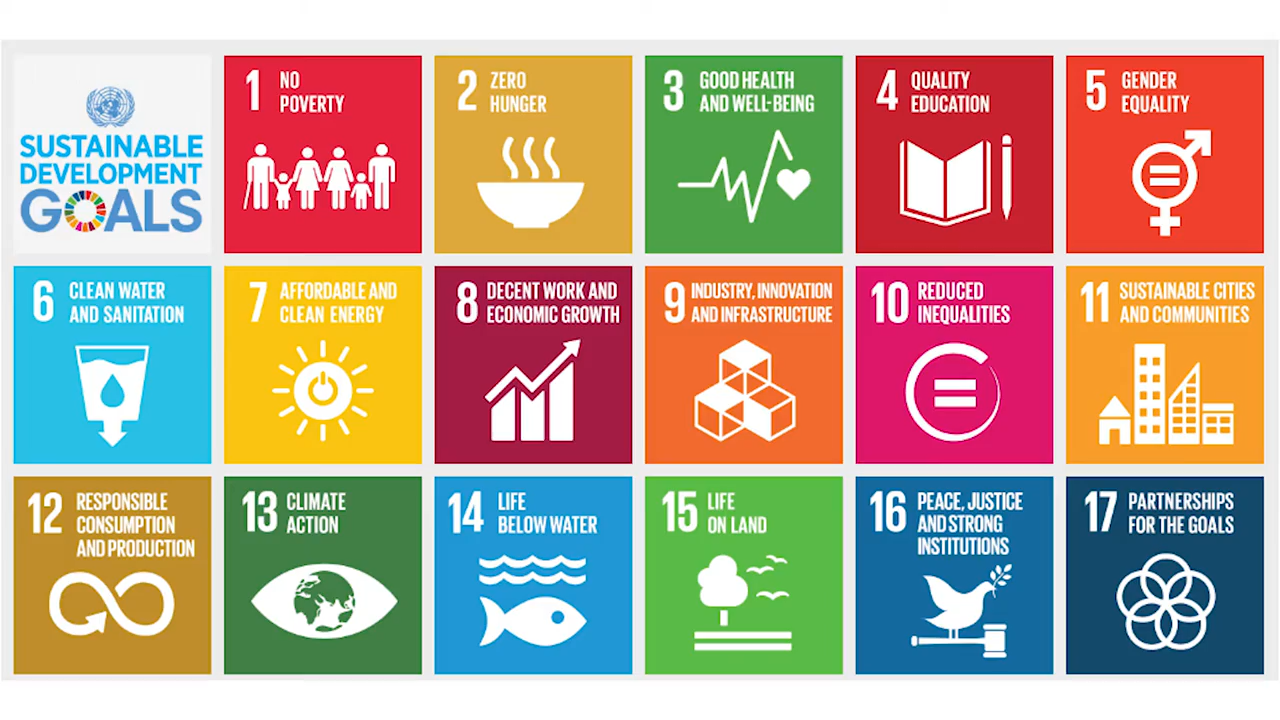 SUSTAINABLE
DEVELOPMENT
GOALS
1 NO
POVERTY
2 ZERO
HUNGER
3 GOOD HEALTH
AND WELL-BEING
4 QUALITY
EDUCATION
5 GENDER
EQUALITY
6 CLEAN WATER
AND SANITATION
7 AFFORDABLE AND
CLEAN ENERGY
8 DECENT WORK AND
ECONOMIC GROWTH
9 INDUSTRY, INNOVATION
AND INFRASTRUCTURE
10 REDUCED
INEQUALITIES
11 SUSTAINABLE CITIES
AND COMMUNITIES
12 RESPONSIBLE
CONSUMPTION
AND PRODUCTION
13 CLIMATE
ACTION
14 LIFE
BELOW WATER
15 LIFE
ON LAND
16 PEACE, JUSTICE
AND STRONG
INSTITUTIONS
17 PARTNERSHIPS
FOR THE GOALS